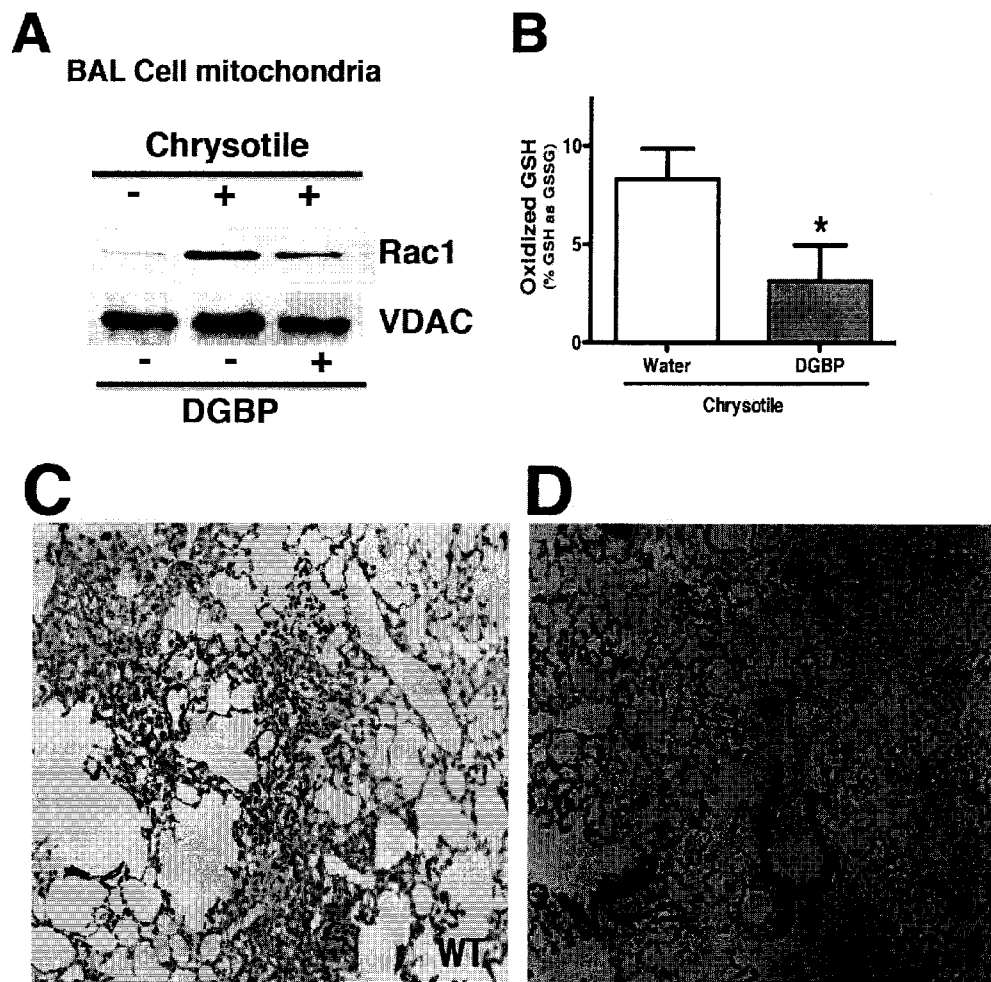 A
BAL Cell mitochondria
Chrysotile
- + +
Rac1
VDAC
- - +
DGBP
B
Oxidized GSH
(% GSH as GSSG)
10
5
0
*
Water DGBP
Chrysotile
C
WT
D